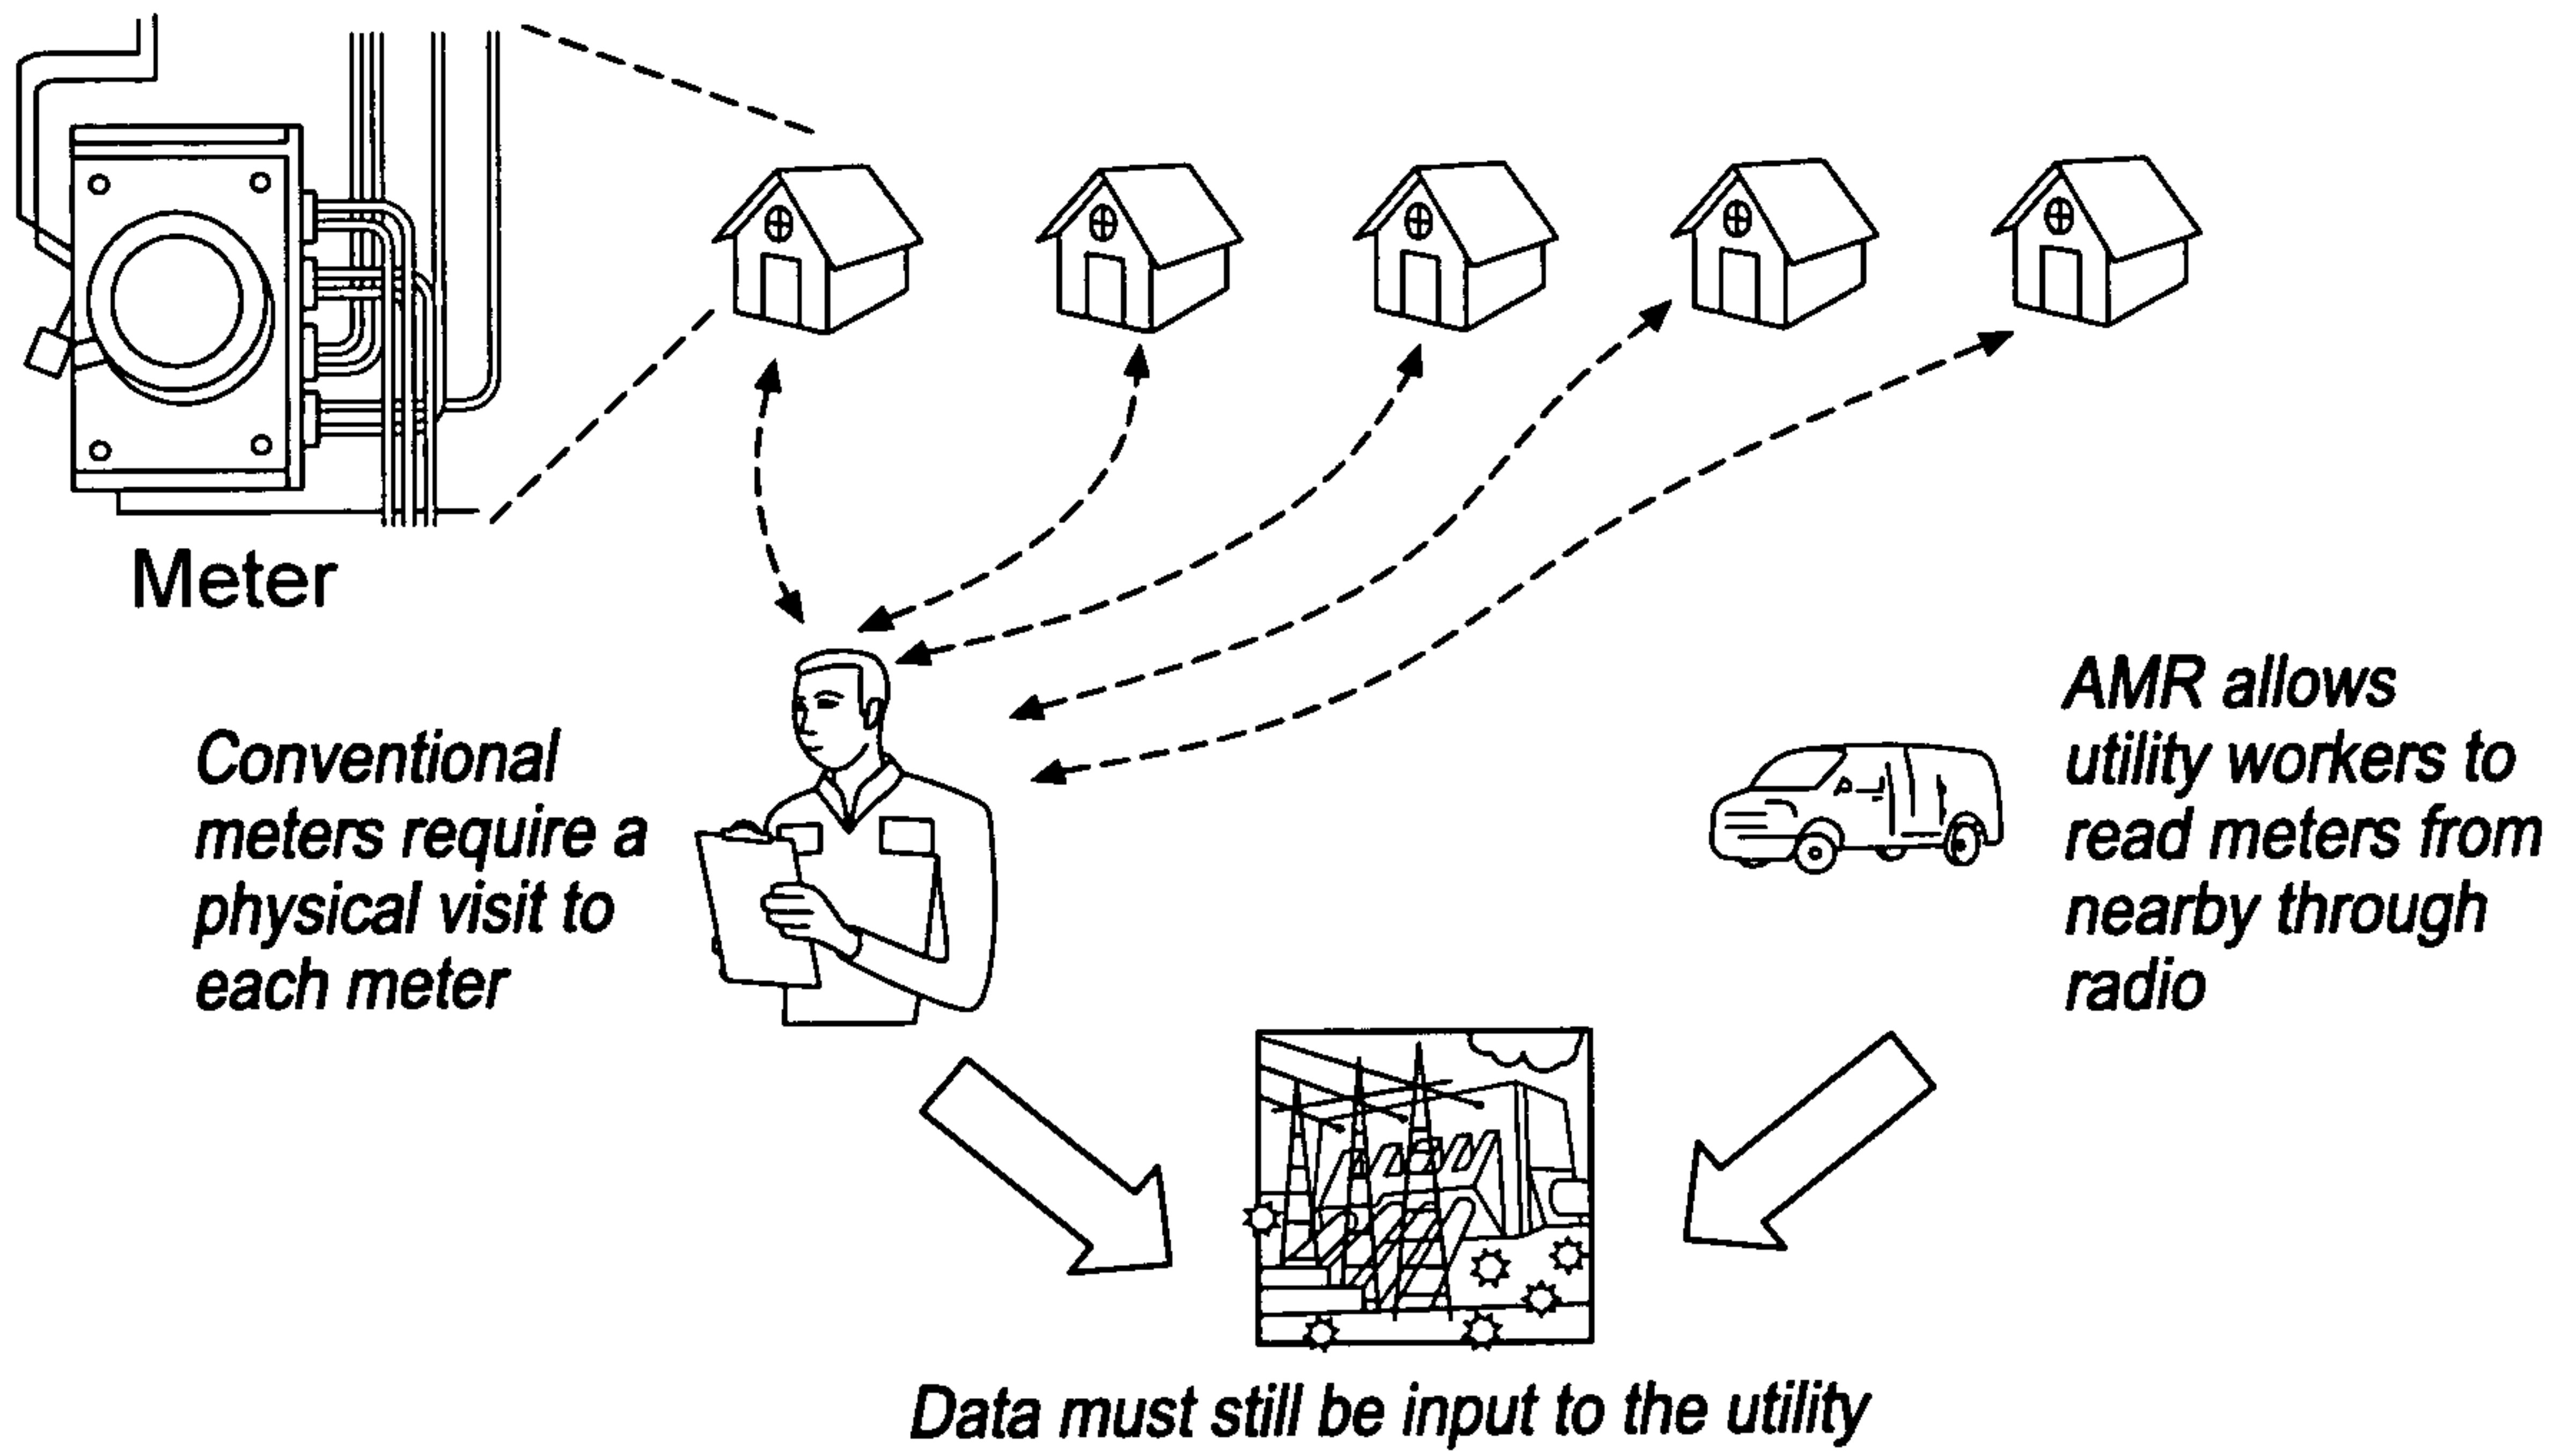 Meter
Conventional
meters require a
physical visit to
each meter
AMR allows
utility workers to
read meters from
nearby through
radio
Data must still be input to the utility